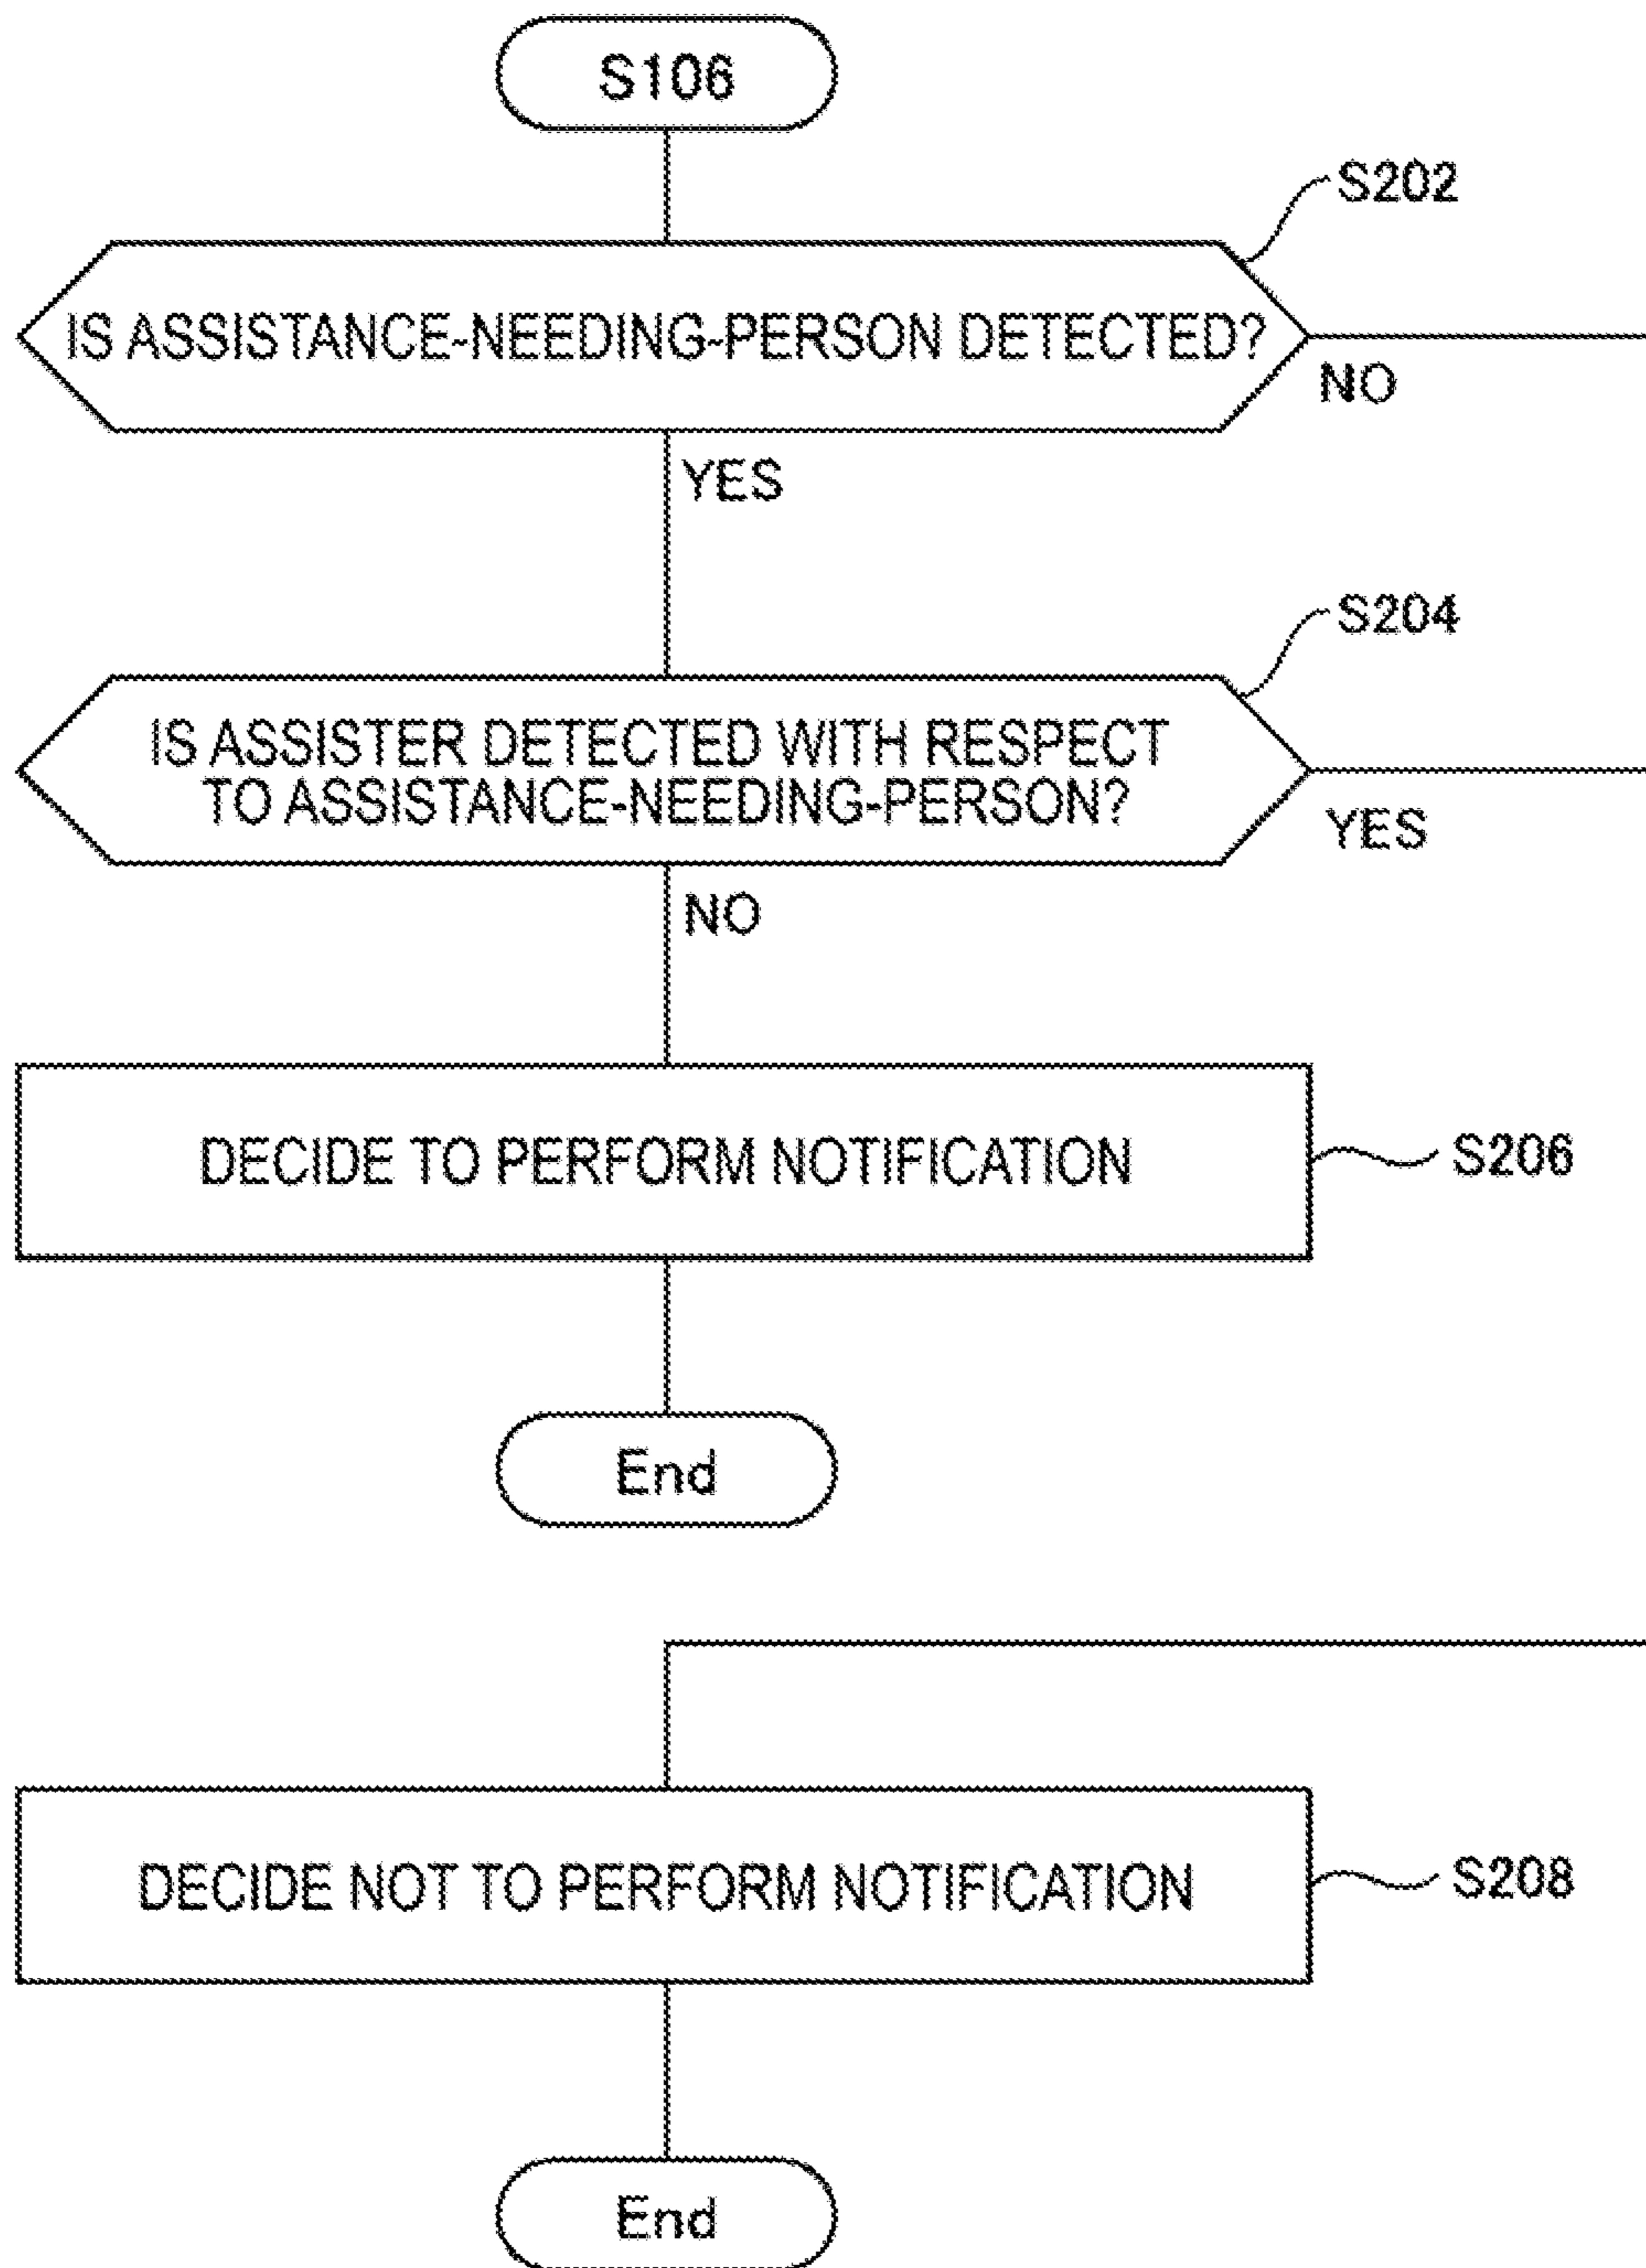 S106
S202
IS ASSISTANCE-NEEDING-PERSON DETECTED?
NO
YES
S204
IS ASSISTER DETECTED WITH RESPECT
TO ASSISTANCE-NEEDING-PERSON?
YES
NO
DECIDE TO PERFORM NOTIFICATION
S206
End
DECIDE NOT TO PERFORM NOTIFICATION
S208
End